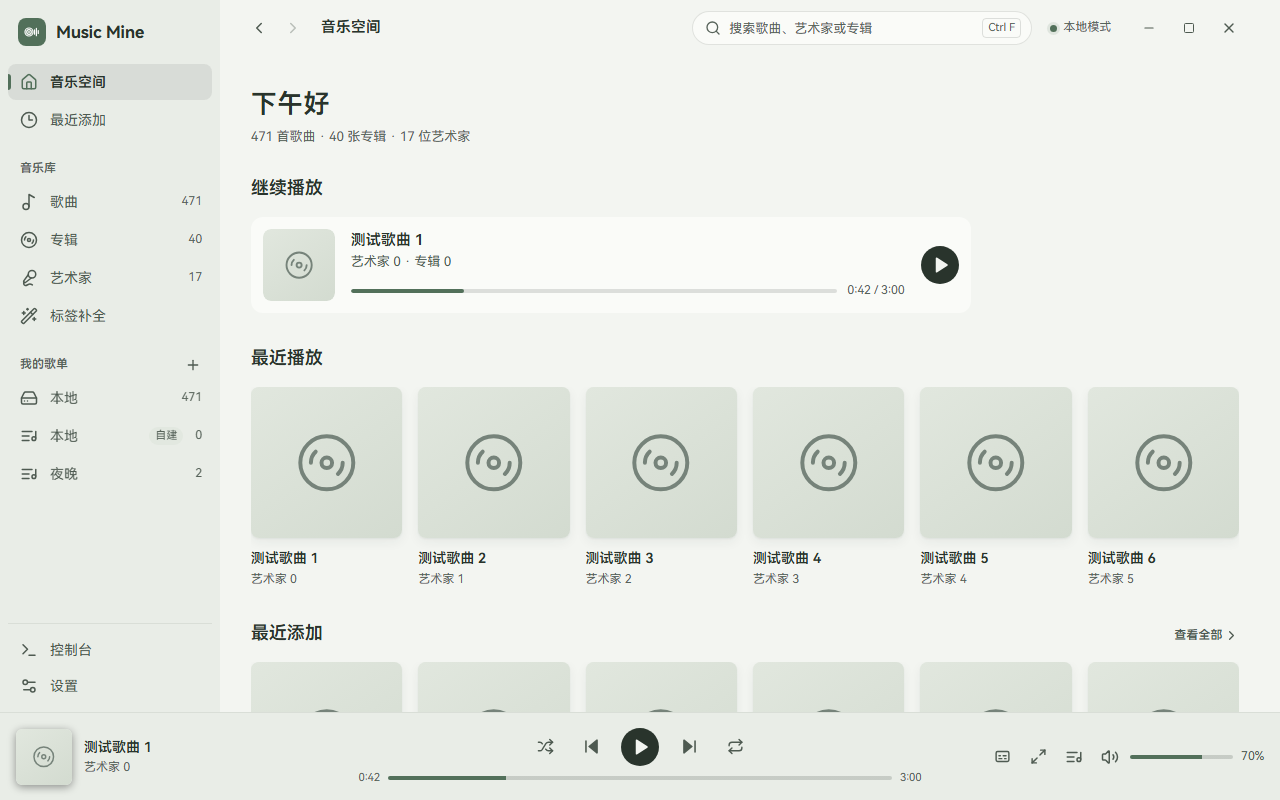 Music Mine
音乐空间
最近添加
音乐库
歌曲 471
专辑 40
艺术家 17
标签补全
我的歌单
本地 471
本地 自建 0
夜晚 2
控制台
设置
音乐空间
搜索歌曲、艺术家或专辑 Ctrl F
本地模式
下午好
471 首歌曲 · 40 张专辑 · 17 位艺术家
继续播放
测试歌曲 1
艺术家 0 · 专辑 0
0:42 / 3:00
最近播放
测试歌曲 1
艺术家 0
测试歌曲 2
艺术家 1
测试歌曲 3
艺术家 2
测试歌曲 4
艺术家 3
测试歌曲 5
艺术家 4
测试歌曲 6
艺术家 5
最近添加
查看全部
测试歌曲 1
艺术家 0
0:42
3:00
70%